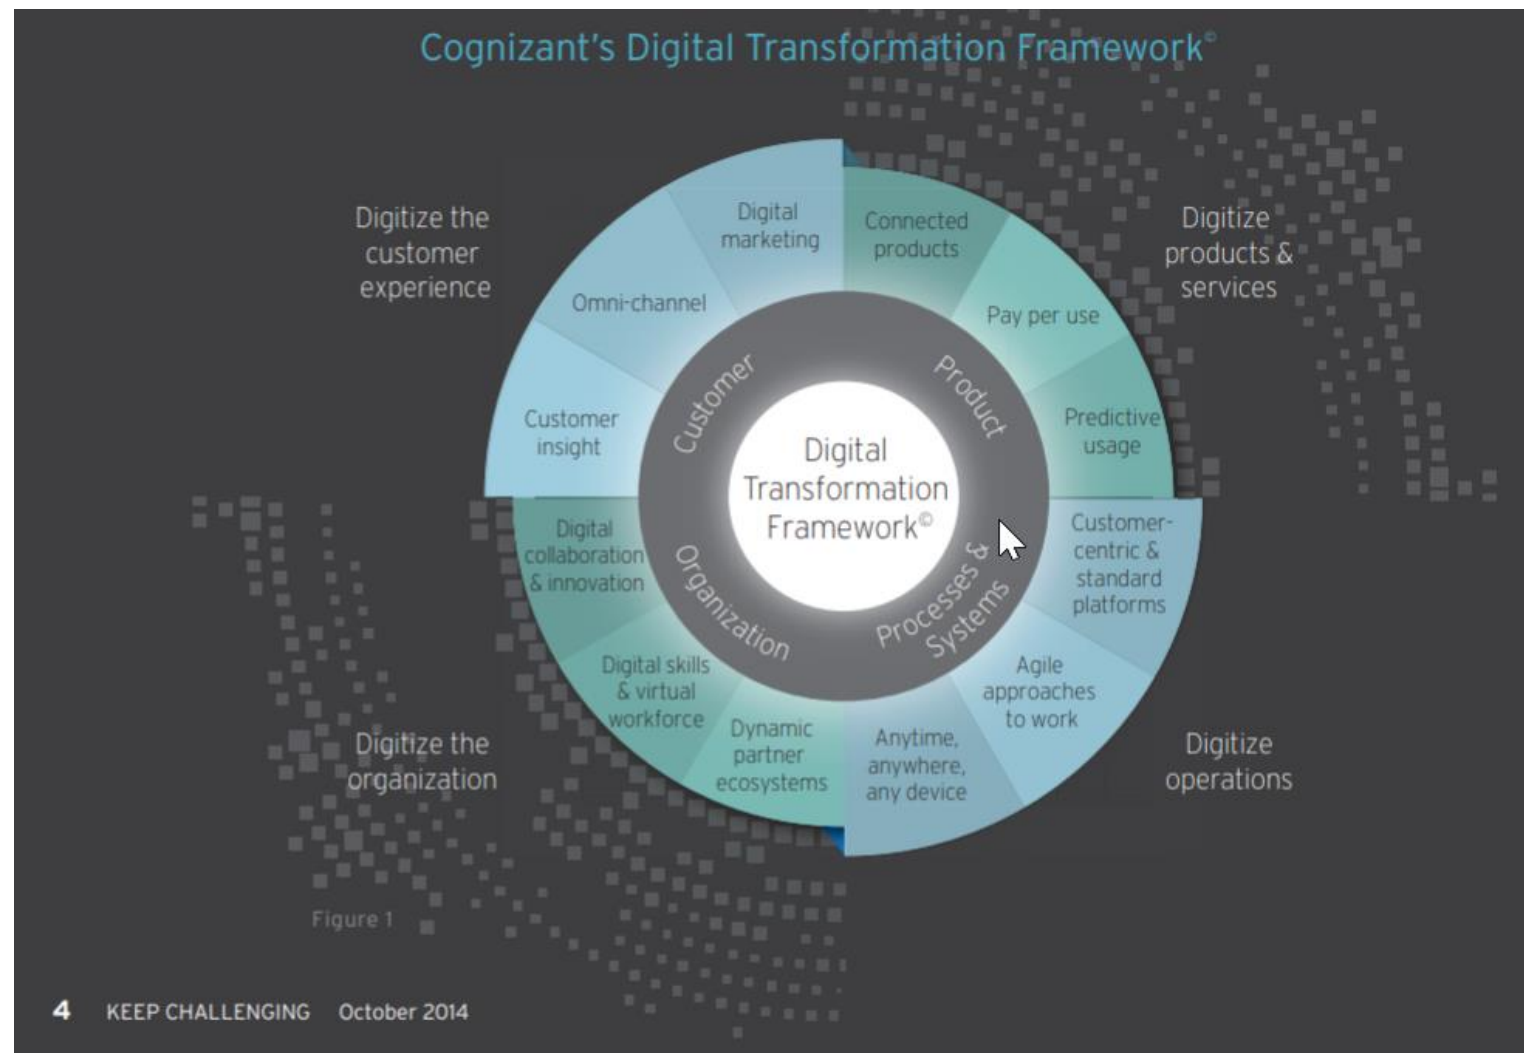 Cognizant's Digital Transformation Framework©
Digitize the
customer
experience
Digitize
products &
services
Digital
marketing
Connected
products
Omni-channel
Pay per use
Customer
insight
Predictive
usage
Customer
Product
Digital
Transformation
Framework©
Organization
Processes &
Systems
Digital
collaboration
& innovation
Customer-
centric &
standard
platforms
Digital skills
& virtual
workforce
Agile
approaches
to work
Dynamic
partner
ecosystems
Anytime,
anywhere,
any device
Digitize the
organization
Digitize
operations
Figure 1
4 KEEP CHALLENGING October 2014